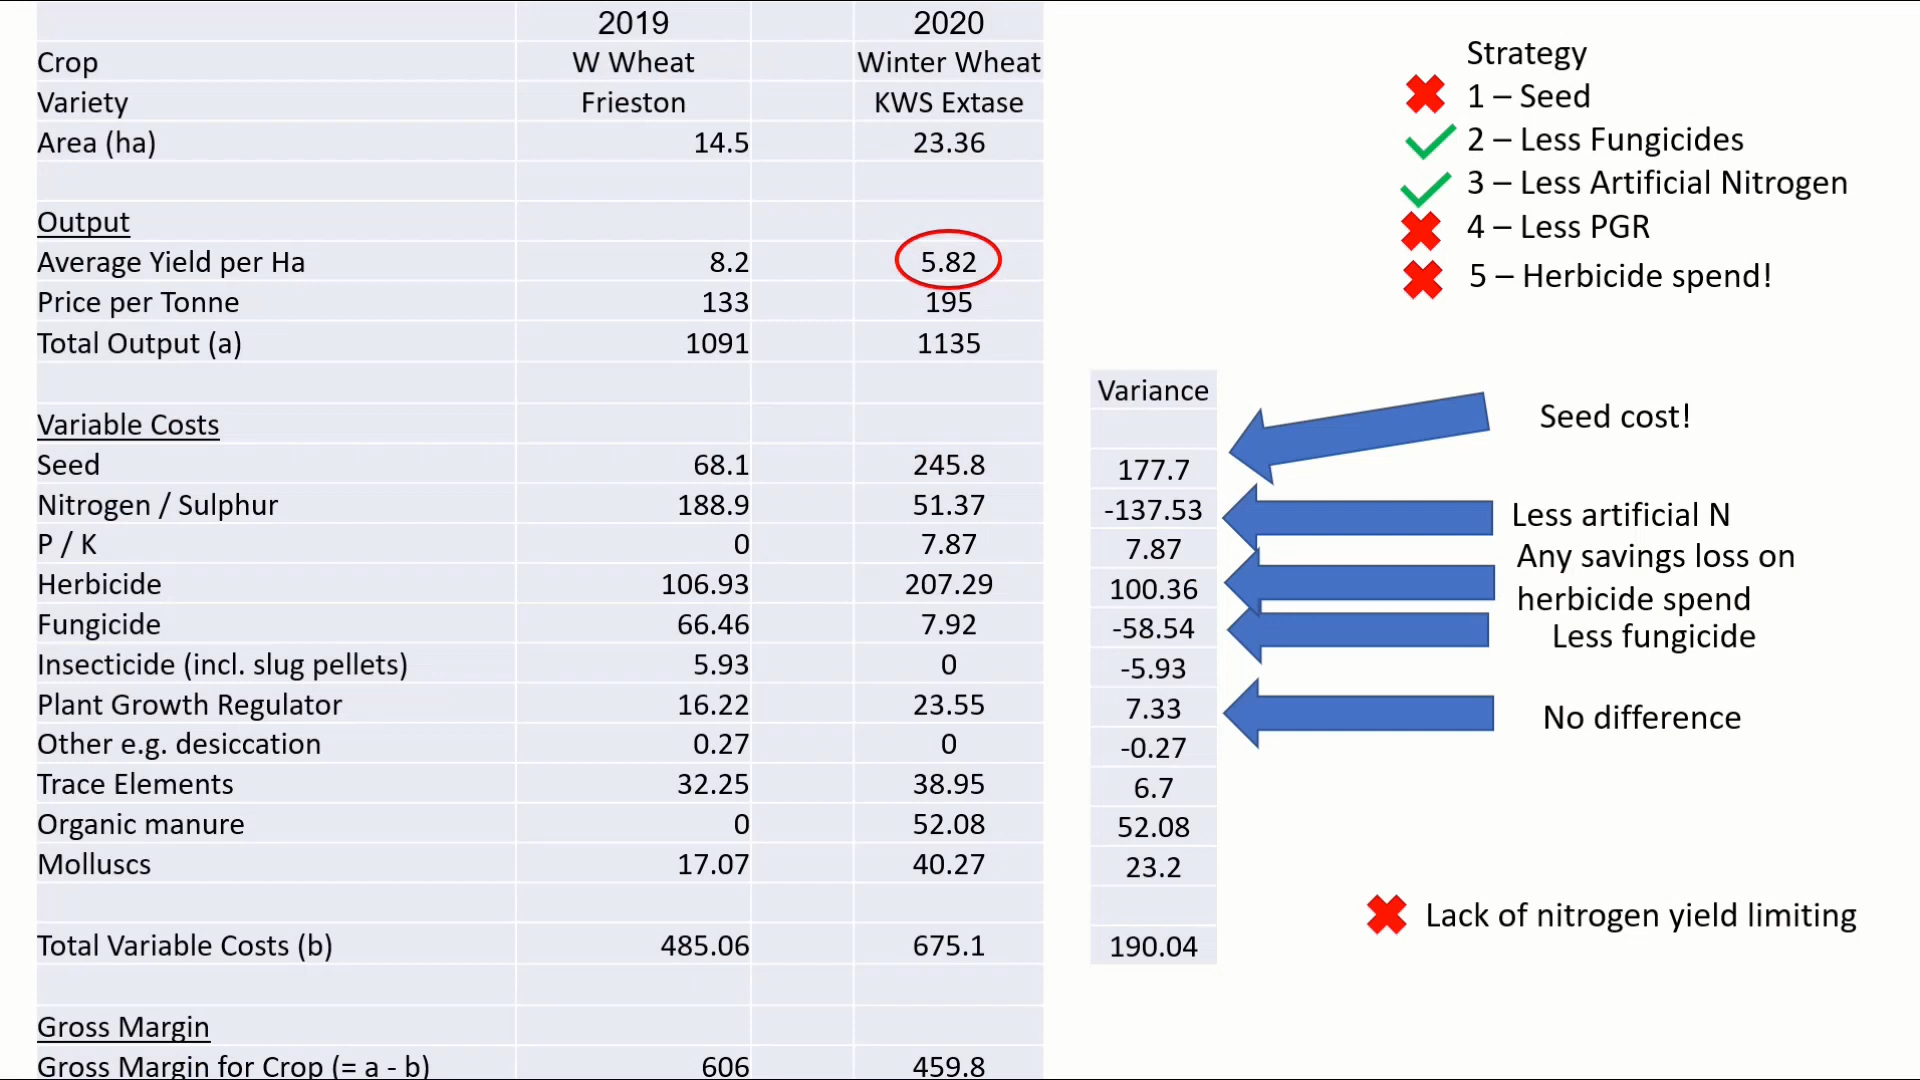 2019 2020
Crop W Wheat Winter Wheat
Variety Frieston KWS Extase
Area (ha) 14.5 23.36
Output
Average Yield per Ha 8.2 5.82
Price per Tonne 133 195
Total Output (a) 1091 1135
Variable Costs
Seed 68.1 245.8
Nitrogen / Sulphur 188.9 51.37
P / K 0 7.87
Herbicide 106.93 207.29
Fungicide 66.46 7.92
Insecticide (incl. slug pellets) 5.93 0
Plant Growth Regulator 16.22 23.55
Other e.g. desiccation 0.27 0
Trace Elements 32.25 38.95
Organic manure 0 52.08
Molluscs 17.07 40.27
Total Variable Costs (b) 485.06 675.1
Gross Margin
Gross Margin for Crop (= a - b) 606 459.8
Variance
177.7
-137.53
7.87
100.36
-58.54
-5.93
7.33
-0.27
6.7
52.08
23.2
190.04
Strategy
1 – Seed
2 – Less Fungicides
3 – Less Artificial Nitrogen
4 – Less PGR
5 – Herbicide spend!
Seed cost!
Less artificial N
Any savings loss on
herbicide spend
Less fungicide
No difference
Lack of nitrogen yield limiting